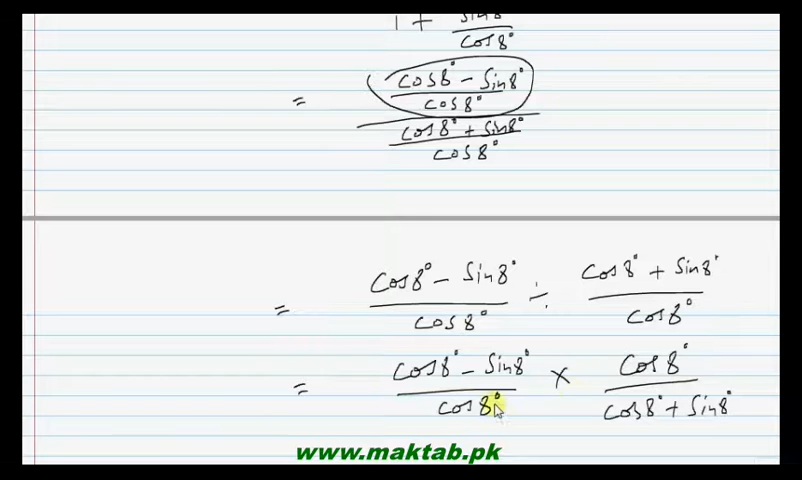 1 + sin8°
cos8°
cos8° - sin8°
cos8°
=
cos8° + sin8°
cos8°
= cos8° - sin8° ÷ cos8° + sin8°
cos8° cos8°
= cos8° - sin8° × cos8°
cos8° cos8° + sin8°
www.maktab.pk